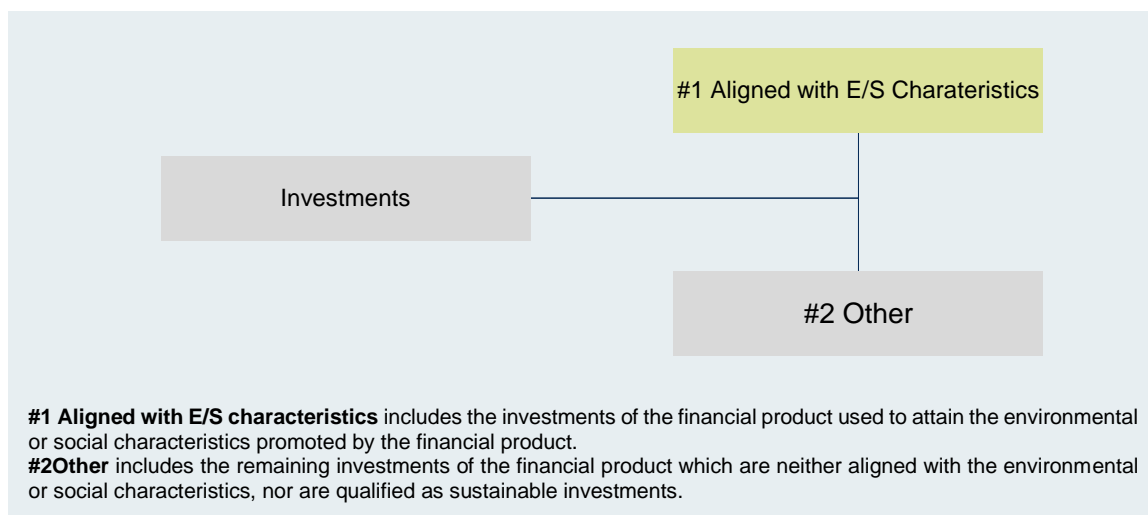 #1 Aligned with E/S Charateristics
Investments
#2 Other
#1 Aligned with E/S characteristics includes the investments of the financial product used to attain the environmental
or social characteristics promoted by the financial product.
#2Other includes the remaining investments of the financial product which are neither aligned with the environmental
or social characteristics, nor are qualified as sustainable investments.